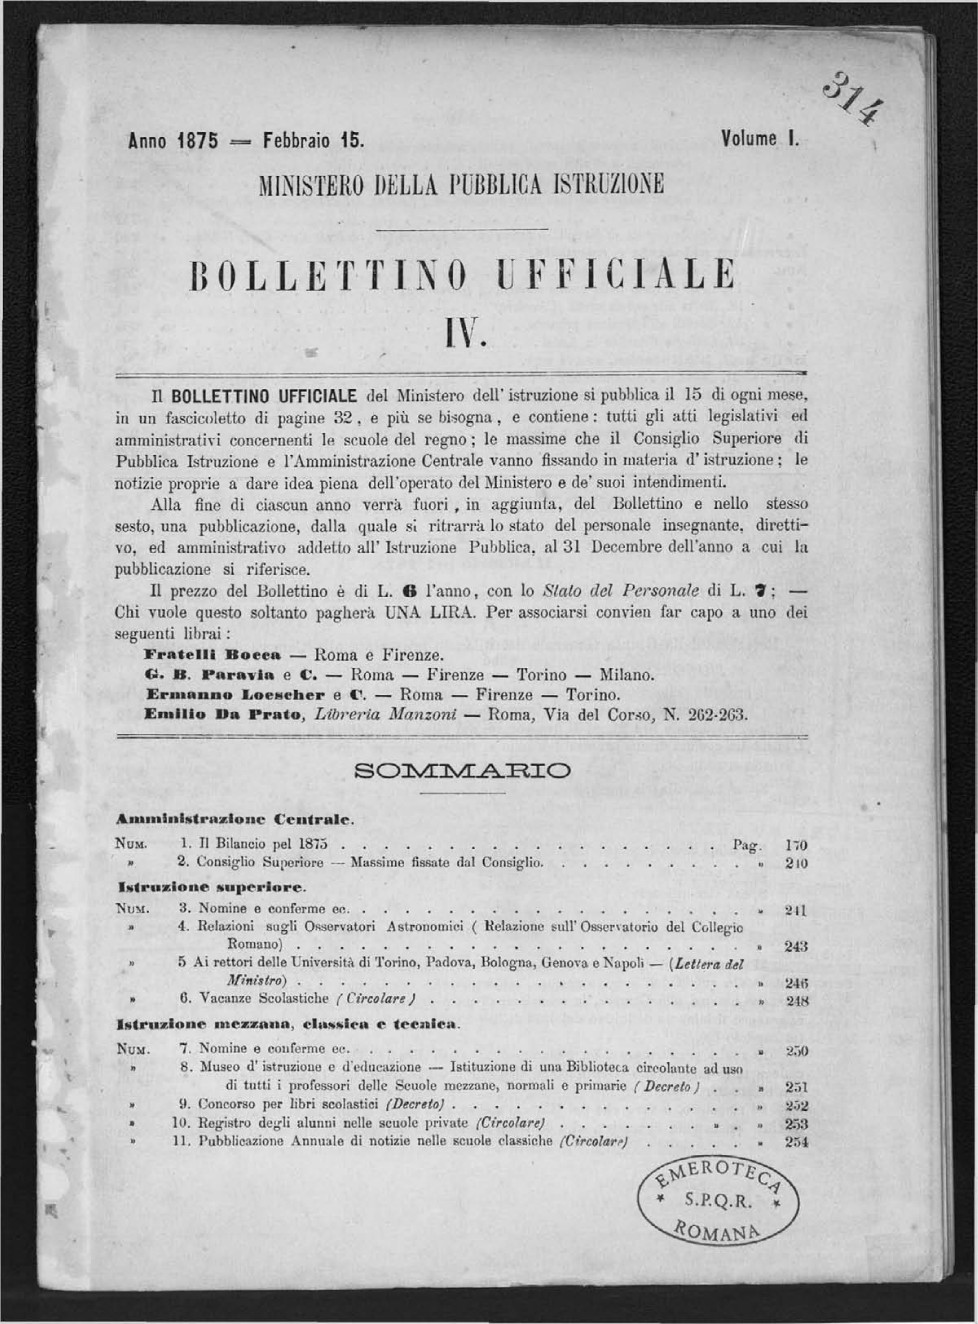 314
Anno 1875 — Febbraio 15. Volume I.
MINISTERO DELLA PUBBLICA ISTRUZIONE
BOLLETTINO UFFICIALE
IV.
Il BOLLETTINO UFFICIALE del Ministero dell' istruzione si pubblica il 15 di ogni mese,
in un fascicoletto di pagine 32, e più se bisogna, e contiene: tutti gli atti legislativi ed
amministrativi concernenti le scuole del regno; le massime che il Consiglio Superiore di
Pubblica Istruzione e l'Amministrazione Centrale vanno fissando in materia d' istruzione; le
notizie proprie a dare idea piena dell'operato del Ministero e de' suoi intendimenti.
Alla fine di ciascun anno verrà fuori, in aggiunta, del Bollettino e nello stesso
sesto, una pubblicazione, dalla quale si ritrarrà lo stato del personale insegnante, diretti-
vo, ed amministrativo addetto all' Istruzione Pubblica, al 31 Decembre dell'anno a cui la
pubblicazione si riferisce.
Il prezzo del Bollettino è di L. 6 l'anno, con lo Stato del Personale di L. 7; —
Chi vuole questo soltanto pagherà UNA LIRA. Per associarsi convien far capo a uno dei
seguenti librai:
Fratelli Bocca — Roma e Firenze.
G. B. Paravia e C. — Roma — Firenze — Torino — Milano.
Ermanno Loescher e C. — Roma — Firenze — Torino.
Emilio Da Prato, Libreria Manzoni — Roma, Via del Corso, N. 262-263.
SOMMARIO
Amministrazione Centrale.
NUM. 1. Il Bilancio pel 1875 . . . . . . . . . . . . . . . . . Pag. 170
» 2. Consiglio Superiore — Massime fissate dal Consiglio. . . . . . . . . . » 210
Istruzione superiore.
NUM. 3. Nomine e conferme ec. . . . . . . . . . . . . . . . . . » 241
» 4. Relazioni sugli Osservatori Astronomici ( Relazione sull' Osservatorio del Collegio
Romano) . . . . . . . . . . . . . . . . . . . . » 243
» 5 Ai rettori delle Università di Torino, Padova, Bologna, Genova e Napoli — (Lettera del
Ministro) . . . . . . . . . . . . . . . . . . . . » 246
» 6. Vacanze Scolastiche (Circolare) . . . . . . . . . . . . . . » 248
Istruzione mezzana, classica e tecnica.
NUM. 7. Nomine e conferme ec. . . . . . . . . . . . . . . . . . » 250
» 8. Museo d' istruzione e d'educazione — Istituzione di una Biblioteca circolante ad uso
di tutti i professori delle Scuole mezzane, normali e primarie (Decreto) . . » 251
» 9. Concorso per libri scolastici (Decreto) . . . . . . . . . . . . . » 252
» 10. Registro degli alunni nelle scuole private (Circolare) . . . . . . . » . » 253
» 11. Pubblicazione Annuale di notizie nelle scuole classiche (Circolare) . . . . . » 254
EMEROTECA
* S.P.Q.R. *
ROMANA